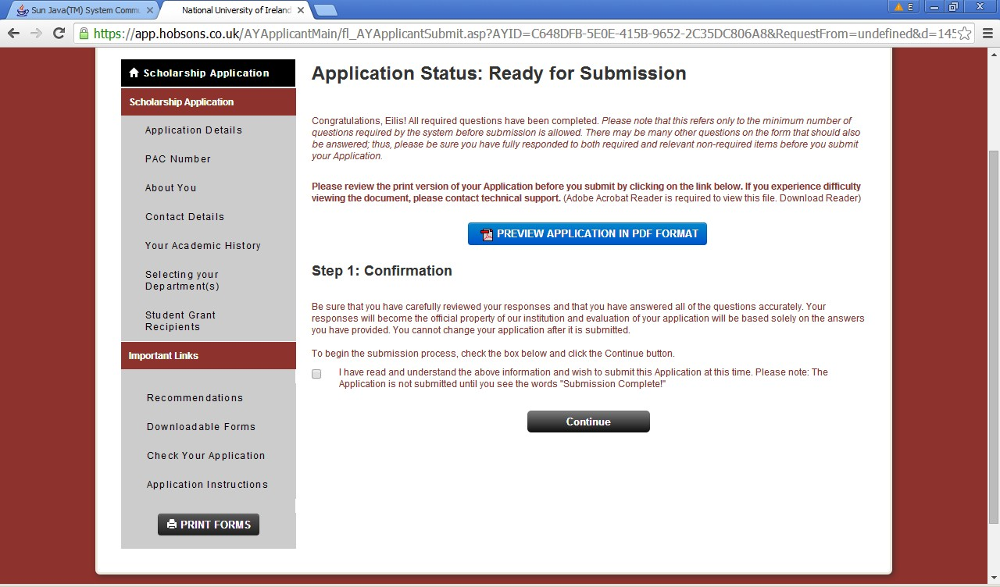 Sun Java(TM) System Commu
National University of Ireland
E
https://app.hobsons.co.uk/AYApplicantMain/fl_AYApplicantSubmit.asp?AYID=C648DFB-5E0E-415B-9652-2C35DC806A8&RequestFrom=undefined&d=145
Scholarship Application
Scholarship Application
Application Details
PAC Number
About You
Contact Details
Your Academic History
Selecting your
Department(s)
Student Grant
Recipients
Important Links
Recommendations
Downloadable Forms
Check Your Application
Application Instructions
PRINT FORMS
Application Status: Ready for Submission
Congratulations, Eilis! All required questions have been completed. Please note that this refers only to the minimum number of
questions required by the system before submission is allowed. There may be many other questions on the form that should also
be answered; thus, please be sure you have fully responded to both required and relevant non-required items before you submit
your Application.
Please review the print version of your Application before you submit by clicking on the link below. If you experience difficulty
viewing the document, please contact technical support. (Adobe Acrobat Reader is required to view this file. Download Reader)
PREVIEW APPLICATION IN PDF FORMAT
Step 1: Confirmation
Be sure that you have carefully reviewed your responses and that you have answered all of the questions accurately. Your
responses will become the official property of our institution and evaluation of your application will be based solely on the answers
you have provided. You cannot change your application after it is submitted.
To begin the submission process, check the box below and click the Continue button.
I have read and understand the above information and wish to submit this Application at this time. Please note: The
Application is not submitted until you see the words "Submission Complete!"
Continue